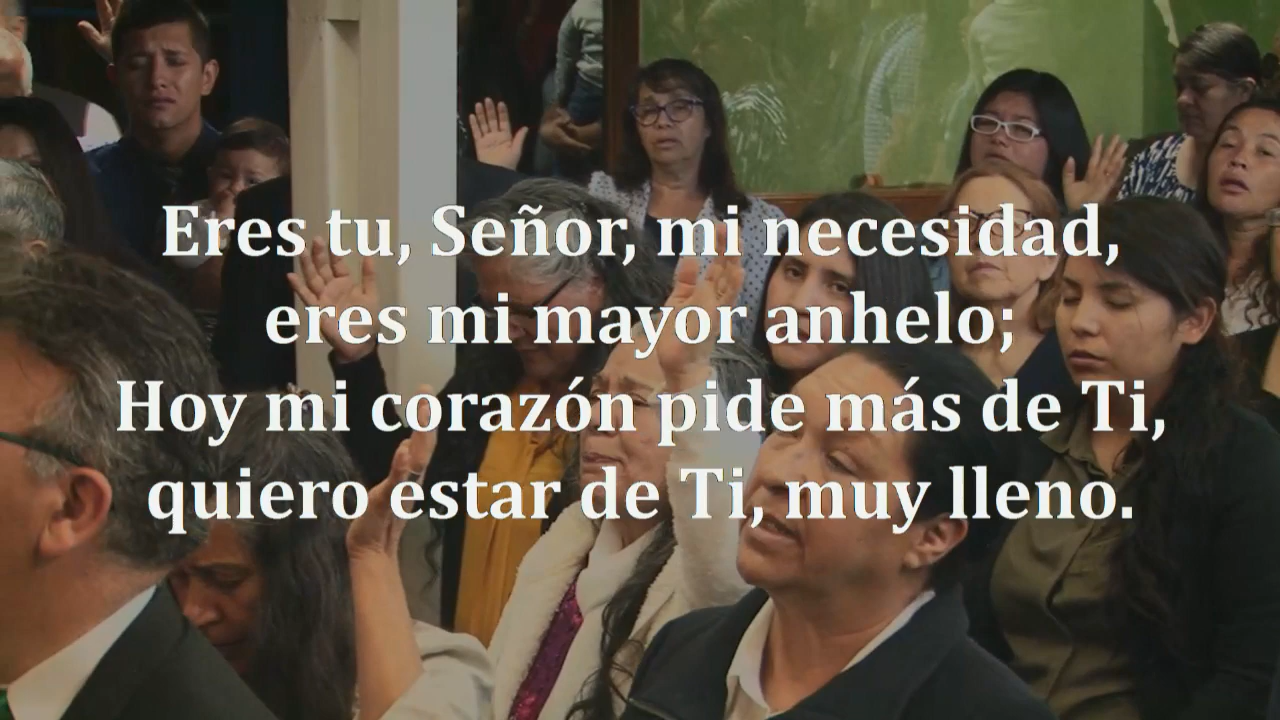 Eres tu, Señor, mi necesidad,
eres mi mayor anhelo;
Hoy mi corazón pide más de Ti,
quiero estar de Ti, muy lleno.